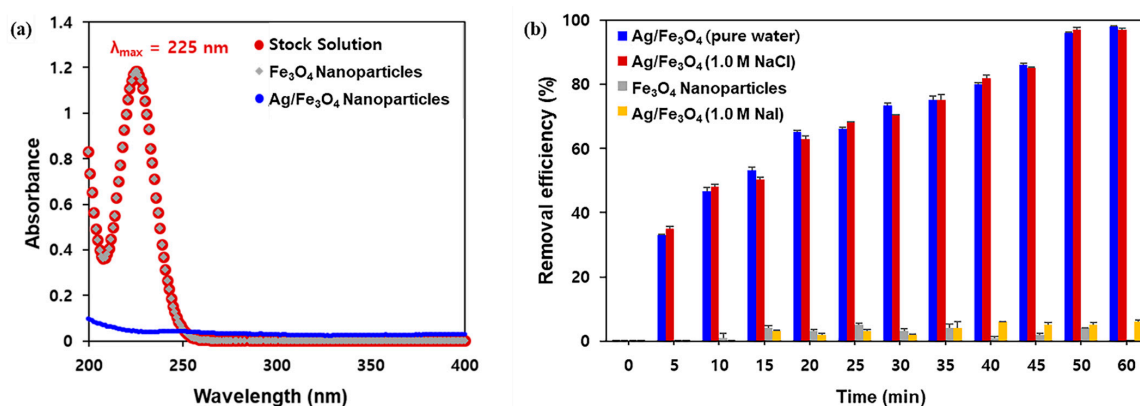 (a)
1.4
1.2
1
0.8
0.6
0.4
0.2
0
Absorbance
λmax = 225 nm
Stock Solution
Fe3O4 Nanoparticles
Ag/Fe3O4 Nanoparticles
200
250
300
350
400
Wavelength (nm)
(b)
100
80
60
40
20
0
Removal efficiency (%)
Ag/Fe3O4 (pure water)
Ag/Fe3O4 (1.0 M NaCl)
Fe3O4 Nanoparticles
Ag/Fe3O4 (1.0 M NaI)
0
5
10
15
20
25
30
35
40
45
50
60
Time (min)